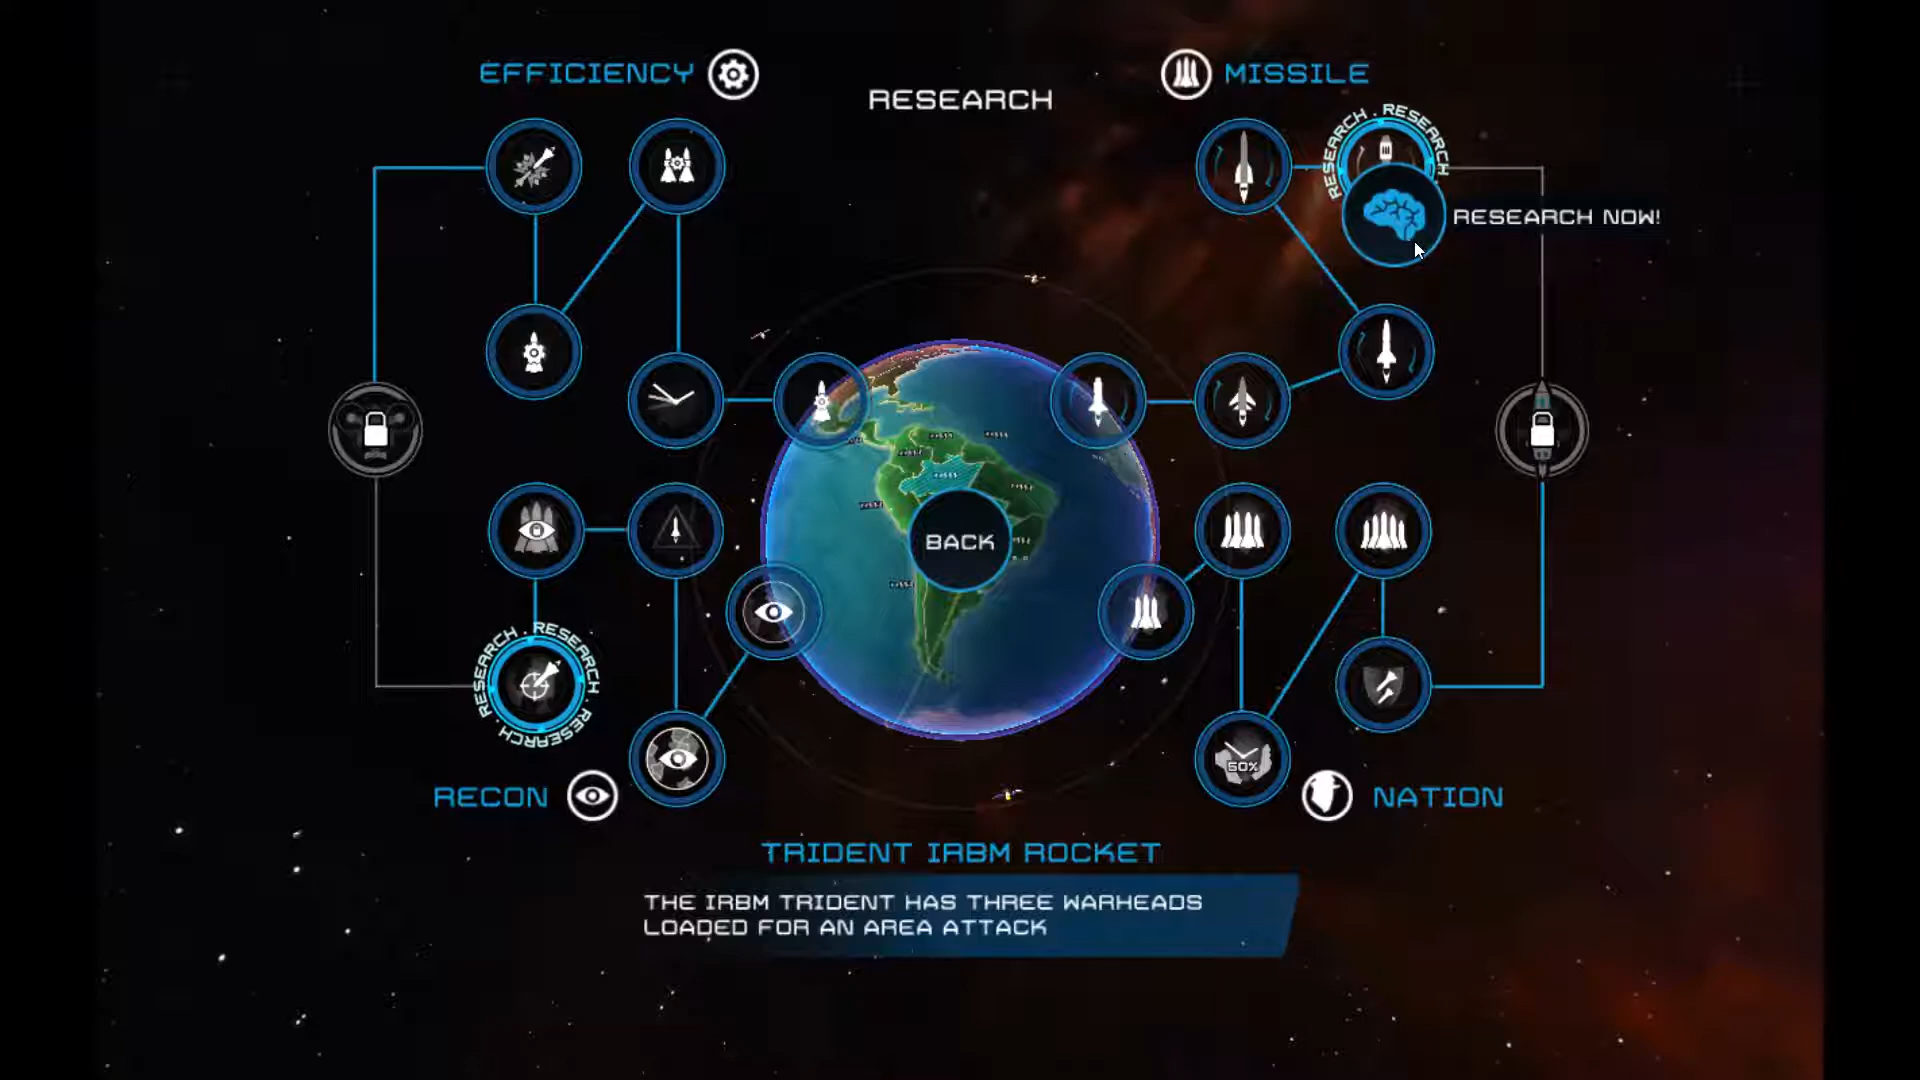 EFFICIENCY
RESEARCH
MISSILE
RESEARCH . RESEARCH
RESEARCH NOW!
BACK
50%
RESEARCH . RESEARCH . RESEARCH .
RECON
NATION
TRIDENT IRBM ROCKET
THE IRBM TRIDENT HAS THREE WARHEADS
LOADED FOR AN AREA ATTACK